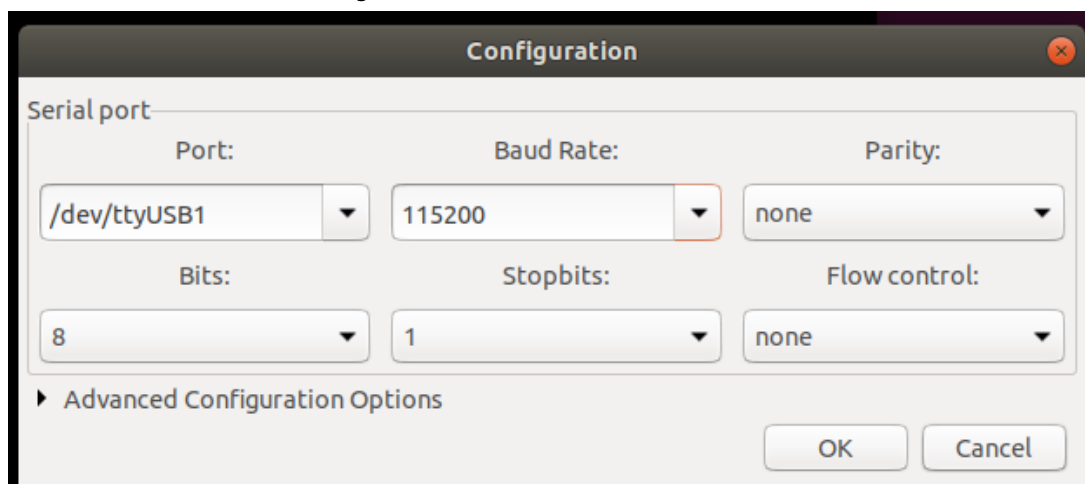 Configuration
Serial port
Port: Baud Rate: Parity:
/dev/ttyUSB1 115200 none
Bits: Stopbits: Flow control:
8 1 none
Advanced Configuration Options
OK Cancel